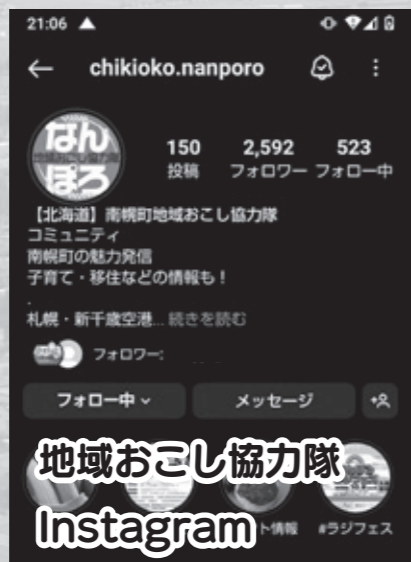 21:06
chikioko.nanporo
なん
ぽろ
150
2,592
523
投稿
フォロワー
フォロー中
【北海道】南幌町地域おこし協力隊
コミュニティ
南幌町の魅力発信
子育て・移住などの情報も！
.
札幌・新千歳空港... 続きを読む
フォロワー:
フォロー中
メッセージ
地域おこし協力隊
Instagram
ト情報
#ラジフェス